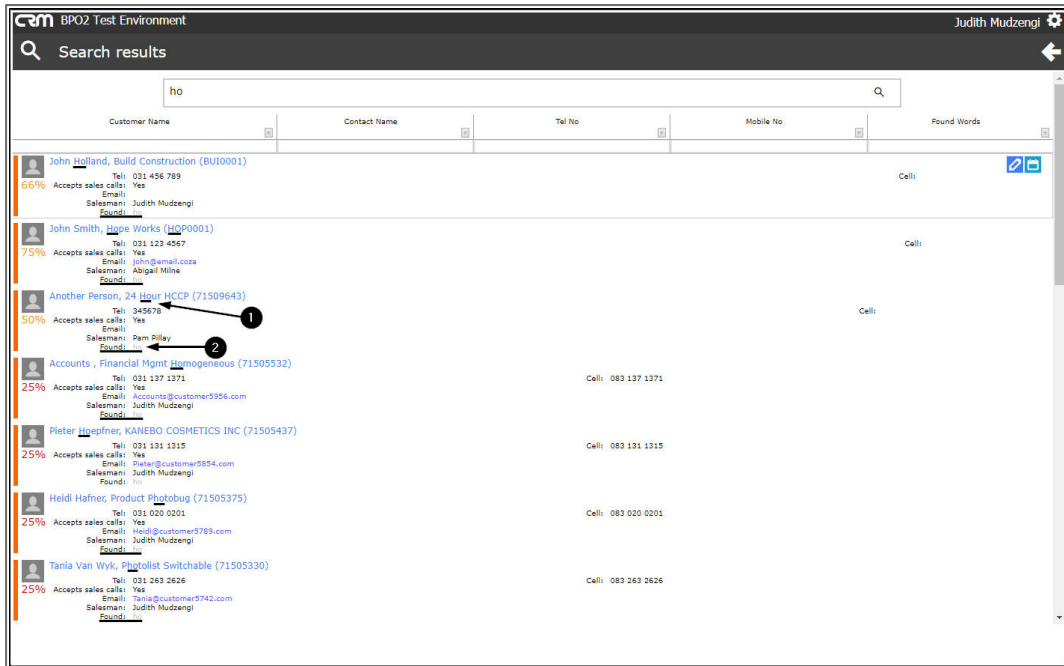 CRM BPO2 Test Environment Judith Mudzengi
Search results
ho
Customer Name Contact Name Tel No Mobile No Found Words
John Holland, Build Construction (BUI0001)
Tel: 031 456 789 Cell:
66% Accepts sales calls: Yes
Email:
Salesman: Judith Mudzengi
Found: ho
John Smith, Hope Works (HOP0001)
Tel: 031 123 4567 Cell:
75% Accepts sales calls: Yes
Email: john@email.coza
Salesman: Abigail Milne
Found: ho
Another Person, 24 Hour HCCP (71509643)
1
Tel: 345678 Cell:
50% Accepts sales calls: Yes
Email:
Salesman: Pam Pillay
Found: ho 2
Accounts , Financial Mgmt Homogeneous (71505532)
Tel: 031 137 1371 Cell: 083 137 1371
25% Accepts sales calls: Yes
Email: Accounts@customer5956.com
Salesman: Judith Mudzengi
Found: ho
Pieter Hoepfner, KANEBO COSMETICS INC (71505437)
Tel: 031 131 1315 Cell: 083 131 1315
25% Accepts sales calls: Yes
Email: Pieter@customer5854.com
Salesman: Judith Mudzengi
Found: ho
Heidi Hafner, Product Photobug (71505375)
Tel: 031 020 0201 Cell: 083 020 0201
25% Accepts sales calls: Yes
Email: Heidi@customer5789.com
Salesman: Judith Mudzengi
Found: ho
Tania Van Wyk, Photolist Switchable (71505330)
Tel: 031 263 2626 Cell: 083 263 2626
25% Accepts sales calls: Yes
Email: Tania@customer5742.com
Salesman: Judith Mudzengi
Found: ho